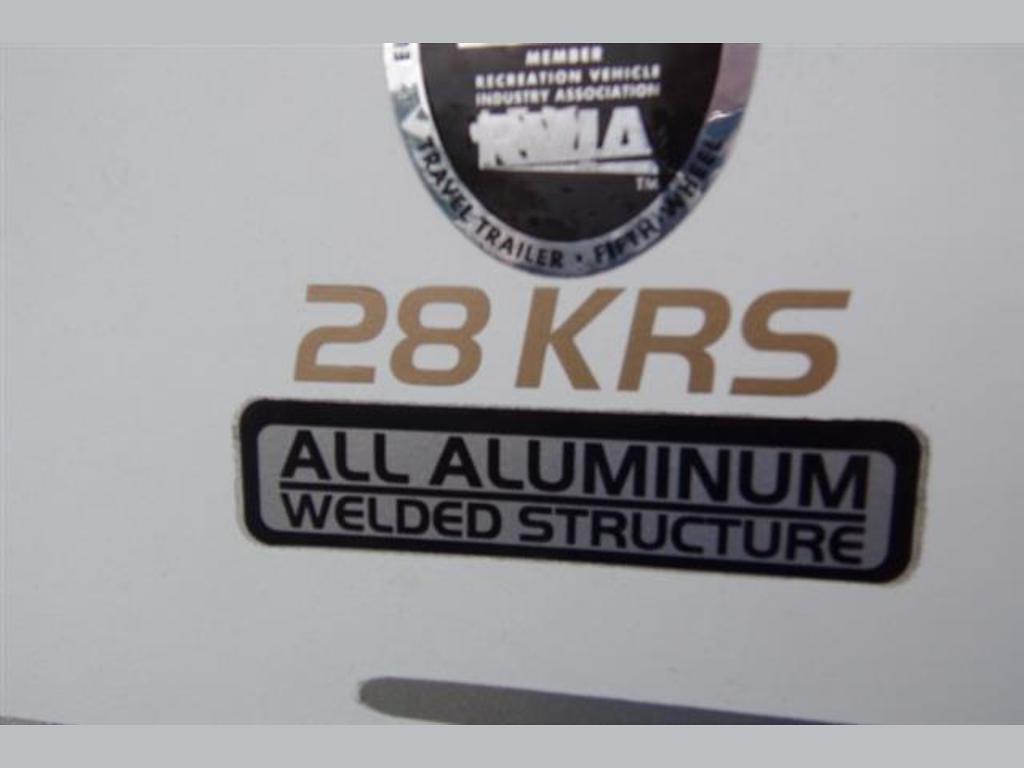 MEMBER
RECREATION VEHICLE
INDUSTRY ASSOCIATION
RVIA
TM
TRAVEL TRAILER • FIFTH WHEEL
28 KRS
ALL ALUMINUM
WELDED STRUCTURE